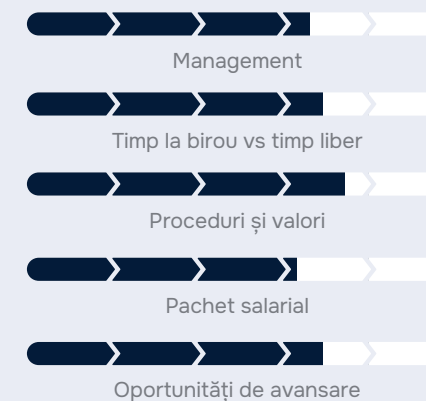 Management
Timp la birou vs timp liber
Proceduri și valori
Pachet salarial
Oportunități de avansare